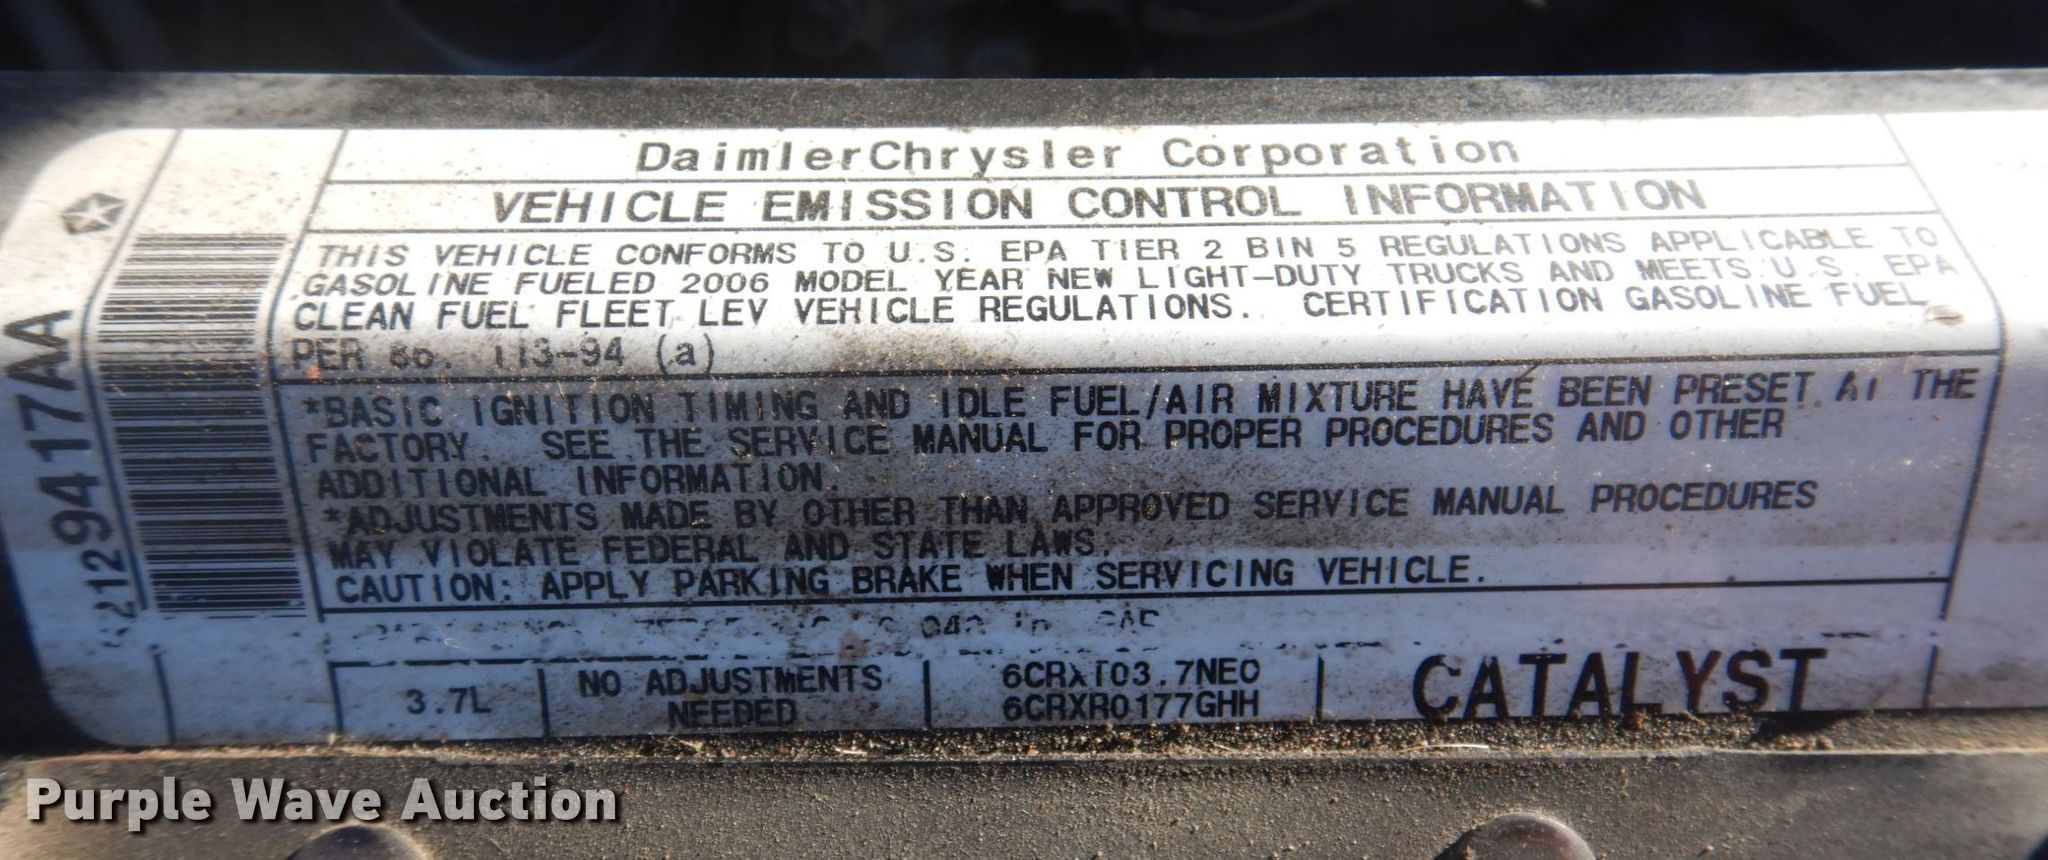 DaimlerChrysler Corporation
VEHICLE EMISSION CONTROL INFORMATION
THIS VEHICLE CONFORMS TO U.S. EPA TIER 2 BIN 5 REGULATIONS APPLICABLE TO
GASOLINE FUELED 2006 MODEL YEAR NEW LIGHT-DUTY TRUCKS AND MEETS U.S. EPA
CLEAN FUEL FLEET LEV VEHICLE REGULATIONS. CERTIFICATION GASOLINE FUEL
PER 86. 113-94 (a)
*BASIC IGNITION TIMING AND IDLE FUEL/AIR MIXTURE HAVE BEEN PRESET AT THE
FACTORY. SEE THE SERVICE MANUAL FOR PROPER PROCEDURES AND OTHER
ADDITIONAL INFORMATION.
*ADJUSTMENTS MADE BY OTHER THAN APPROVED SERVICE MANUAL PROCEDURES
MAY VIOLATE FEDERAL AND STATE LAWS.
CAUTION: APPLY PARKING BRAKE WHEN SERVICING VEHICLE.
3.7L
NO ADJUSTMENTS
NEEDED
6CRXT03.7NEO
6CRXR0177GHH
CATALYST
Purple Wave Auction